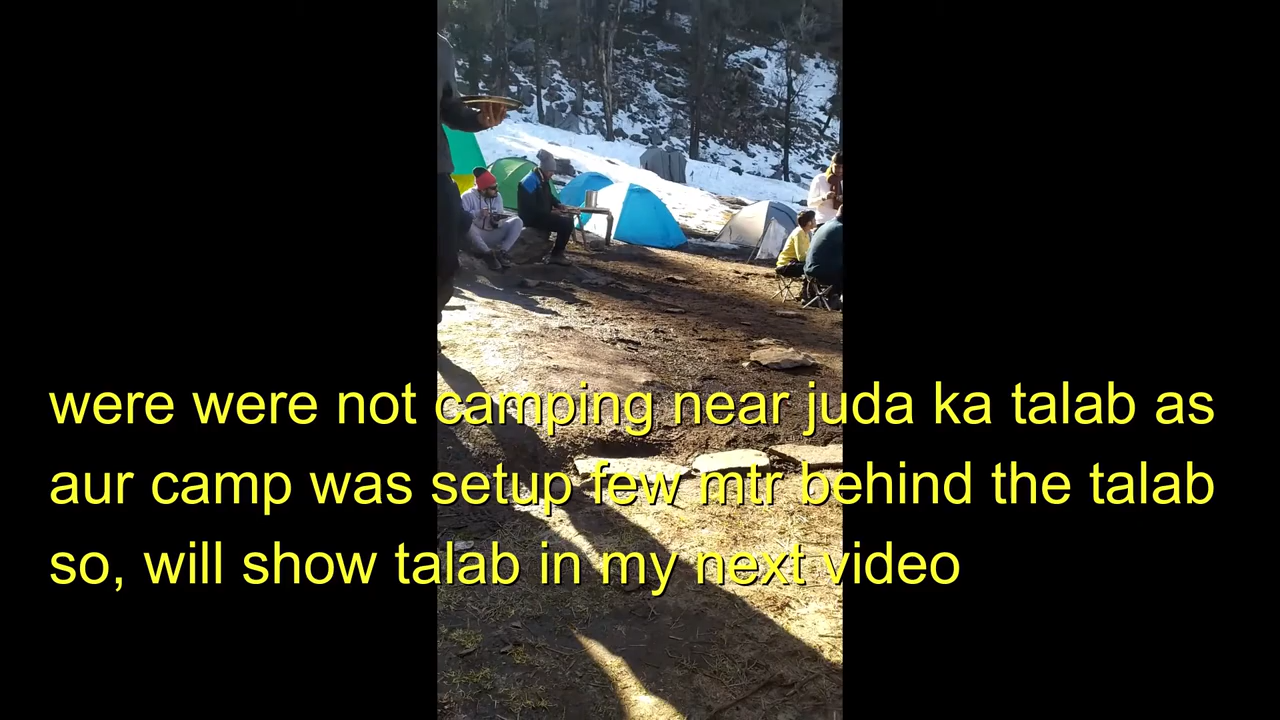 were were not camping near juda ka talab as
aur camp was setup few mtr behind the talab
so, will show talab in my next video